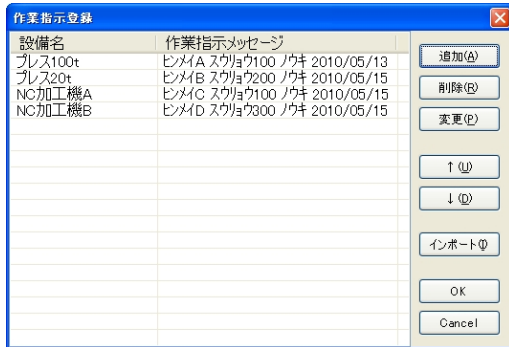 作業指示登録
設備名 作業指示メッセージ
プレス100t ヒンメイA スウリョウ100 ノウキ 2010/05/13
プレス20t ヒンメイB スウリョウ200 ノウキ 2010/05/15
NC加工機A ヒンメイC スウリョウ100 ノウキ 2010/05/15
NC加工機B ヒンメイD スウリョウ300 ノウキ 2010/05/15
追加(A)
削除(R)
変更(P)
↑(U)
↓(D)
インポート(I)
OK
Cancel